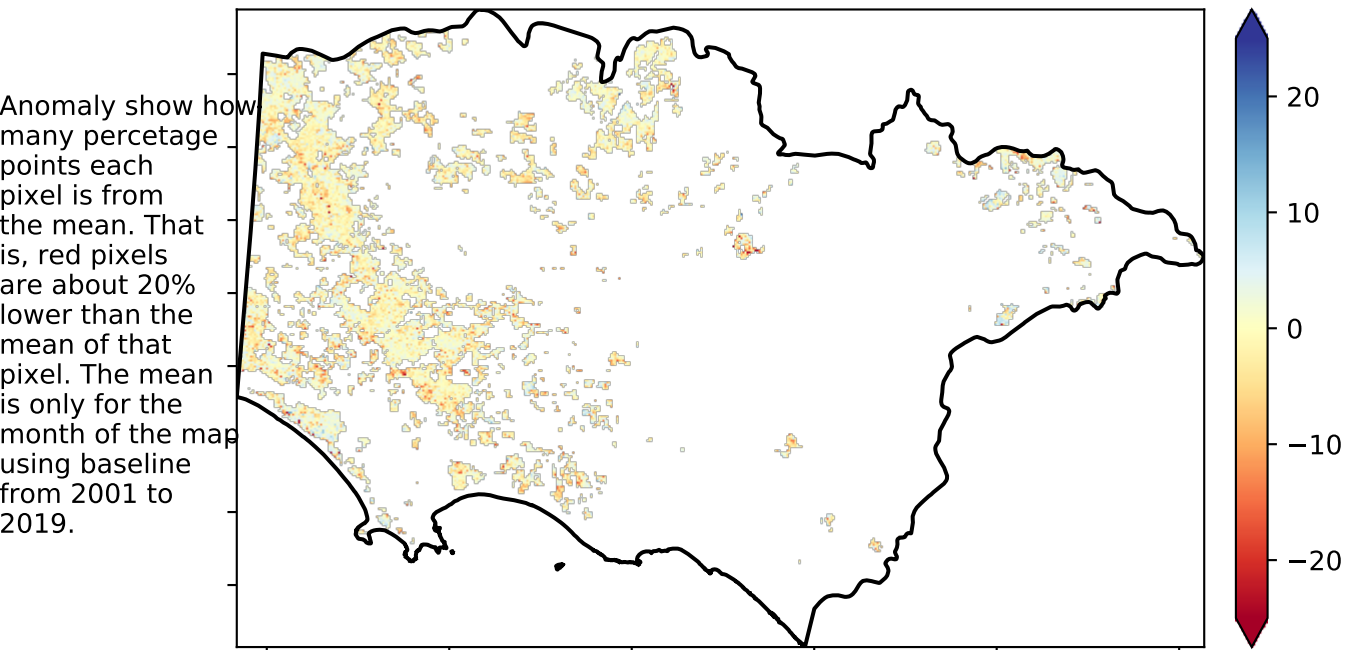 Anomaly show how
many percetage
points each
pixel is from
the mean. That
is, red pixels
are about 20%
lower than the
mean of that
pixel. The mean
is only for the
month of the map
using baseline
from 2001 to
2019.
20
10
0
−10
−20